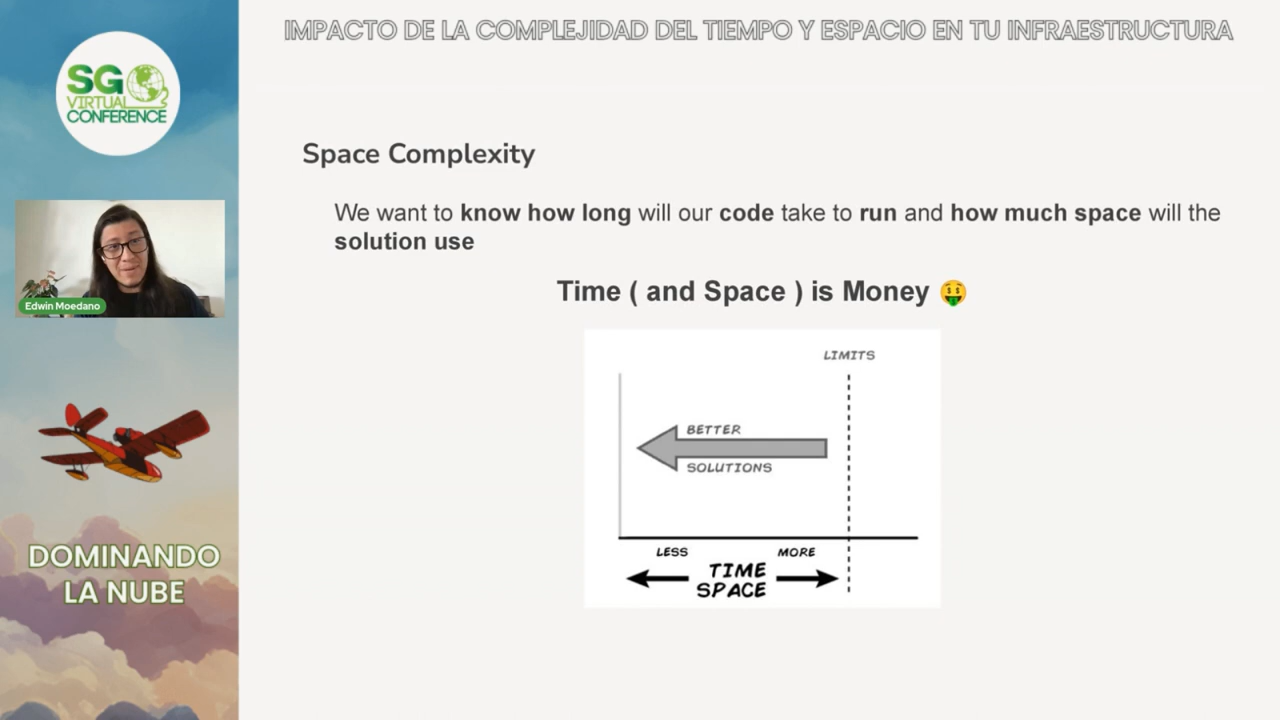 IMPACTO DE LA COMPLEJIDAD DEL TIEMPO Y ESPACIO EN TU INFRAESTRUCTURA
SG
VIRTUAL
CONFERENCE
Edwin Moedano
DOMINANDO
LA NUBE
Space Complexity
We want to know how long will our code take to run and how much space will the
solution use
Time ( and Space ) is Money 🤑
LIMITS
BETTER
SOLUTIONS
LESS MORE
TIME
SPACE